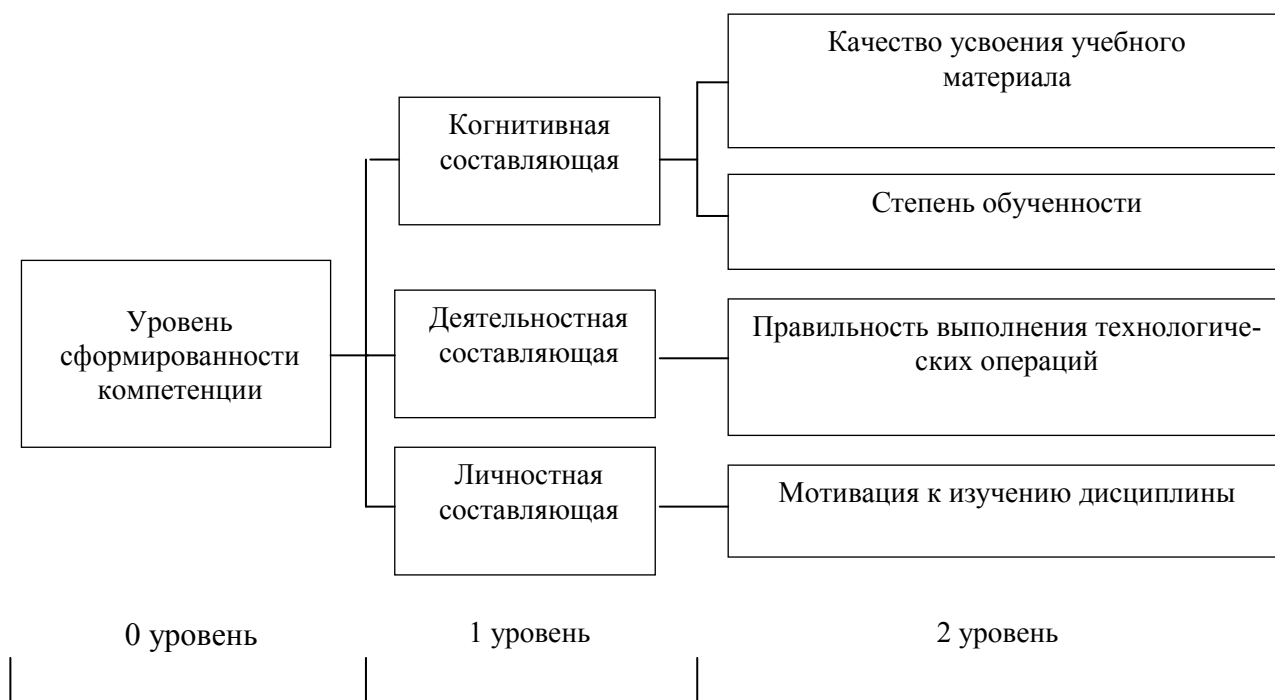 Качество усвоения учебного
материала
Когнитивная
составляющая
Степень обученности
Уровень
сформированности
компетенции
Деятельностная
составляющая
Правильность выполнения технологиче-
ских операций
Личностная
составляющая
Мотивация к изучению дисциплины
0 уровень
1 уровень
2 уровень